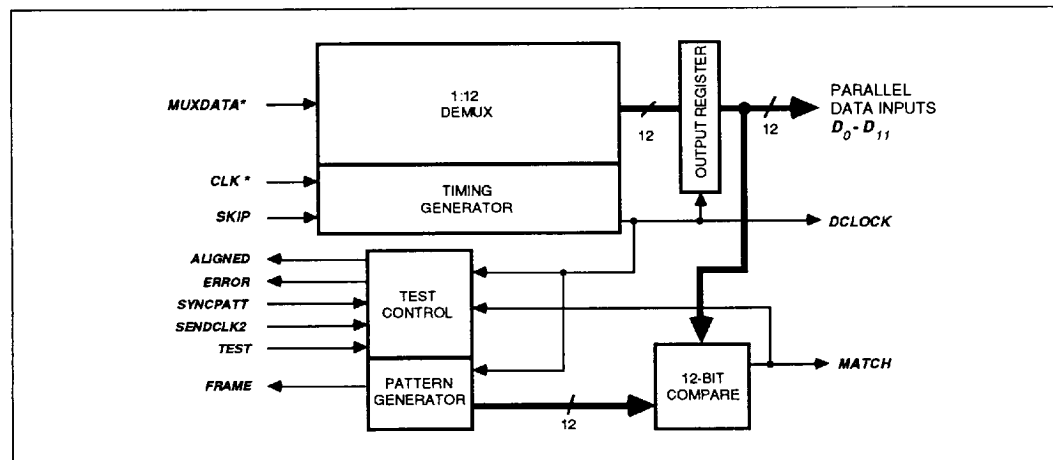 MUXDATA*
1:12
DEMUX
12
OUTPUT REGISTER
12
PARALLEL
DATA INPUTS
D0 - D11
CLK *
SKIP
TIMING
GENERATOR
DCLOCK
ALIGNED
ERROR
SYNCPATT
SENDCLK2
TEST
TEST
CONTROL
FRAME
PATTERN
GENERATOR
12
12-BIT
COMPARE
MATCH